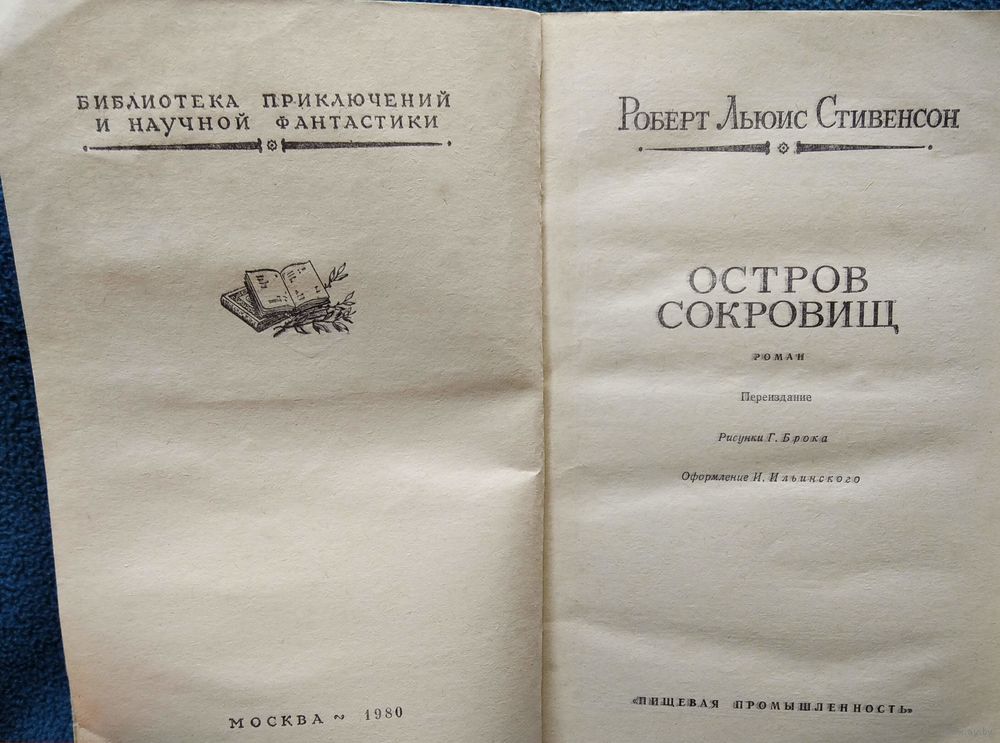 БИБЛИОТЕКА ПРИКЛЮЧЕНИЙ
И НАУЧНОЙ ФАНТАСТИКИ
МОСКВА ~ 1980
РОБЕРТ ЛЬЮИС СТИВЕНСОН
ОСТРОВ
СОКРОВИЩ
РОМАН
Переиздание
Рисунки Г. Брока
Оформление И. Ильинского
«ПИЩЕВАЯ ПРОМЫШЛЕННОСТЬ»